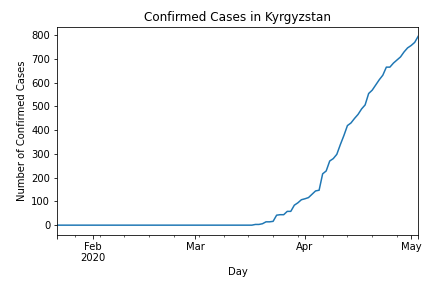 Confirmed Cases in Kyrgyzstan
Number of Confirmed Cases
800
700
600
500
400
300
200
100
0
Feb
2020
Mar
Apr
May
Day